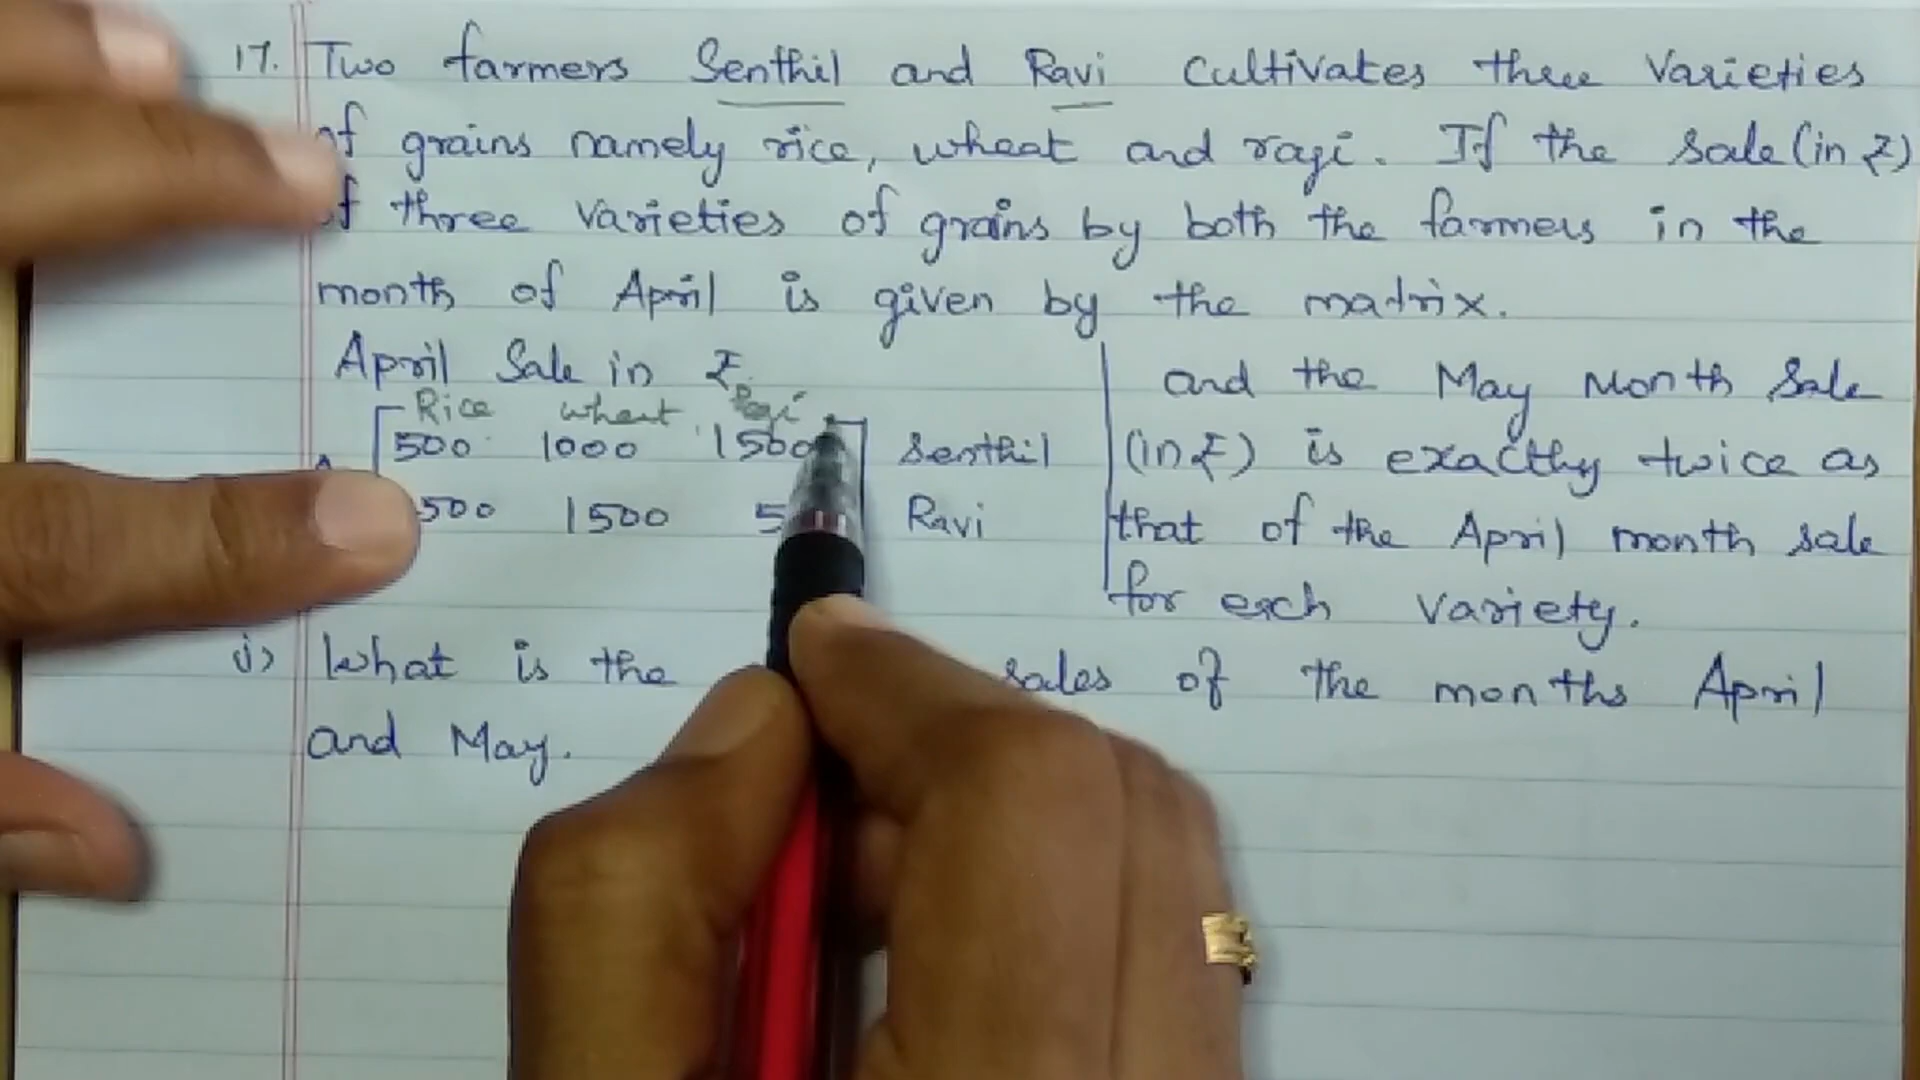 17. Two farmers Senthil and Ravi cultivates three varieties
of grains namely rice, wheat and ragi. If the sale (in ₹)
of three varieties of grains by both the farmers in the
month of April is given by the matrix.
April Sale in ₹
Rice wheat Ragi
500 1000 1500 Senthil
500 1500 5 Ravi
and the May Month Sale
(in ₹) is exactly twice as
that of the April month sale
for each variety.
i) What is the sales of the months April
and May.